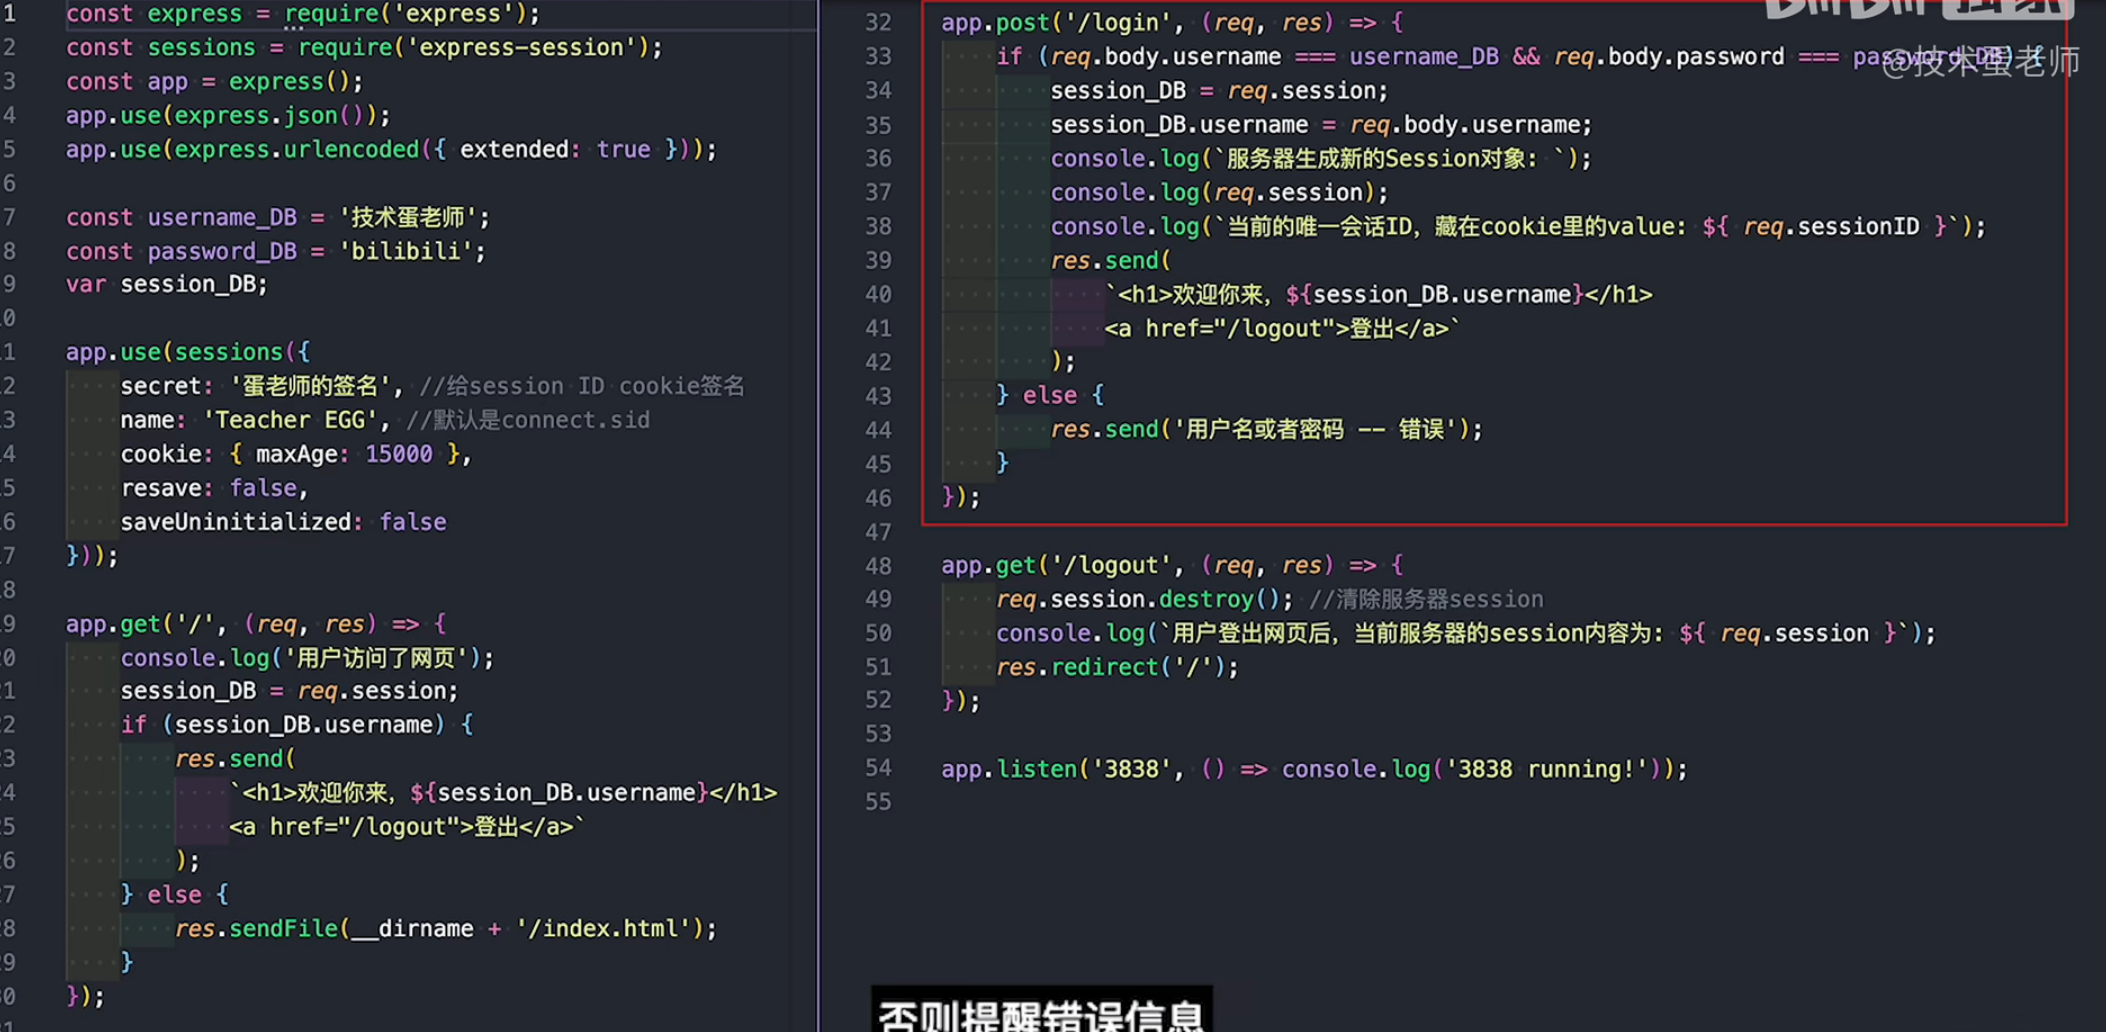 1 const express = require('express');
2 const sessions = require('express-session');
3 const app = express();
4 app.use(express.json());
5 app.use(express.urlencoded({ extended: true }));
6
7 const username_DB = '技术蛋老师';
8 const password_DB = 'bilibili';
9 var session_DB;
0
1 app.use(sessions({
2 secret: '蛋老师的签名', //给session ID cookie签名
3 name: 'Teacher EGG', //默认是connect.sid
4 cookie: { maxAge: 15000 },
5 resave: false,
6 saveUninitialized: false
7 }));
8
9 app.get('/', (req, res) => {
0 console.log('用户访问了网页');
1 session_DB = req.session;
2 if (session_DB.username) {
3 res.send(
4 `<h1>欢迎你来，${session_DB.username}</h1>
5 <a href="/logout">登出</a>`
6 );
7 } else {
8 res.sendFile(__dirname + '/index.html');
9 }
0 });
32 app.post('/login', (req, res) => {
33 if (req.body.username === username_DB && req.body.password === password_DB) {
34 session_DB = req.session;
35 session_DB.username = req.body.username;
36 console.log(`服务器生成新的Session对象: `);
37 console.log(req.session);
38 console.log(`当前的唯一会话ID，藏在cookie里的value: ${ req.sessionID }`);
39 res.send(
40 `<h1>欢迎你来，${session_DB.username}</h1>
41 <a href="/logout">登出</a>`
42 );
43 } else {
44 res.send('用户名或者密码 -- 错误');
45 }
46 });
47
48 app.get('/logout', (req, res) => {
49 req.session.destroy(); //清除服务器session
50 console.log(`用户登出网页后，当前服务器的session内容为: ${ req.session }`);
51 res.redirect('/');
52 });
53
54 app.listen('3838', () => console.log('3838 running!'));
55
@技术蛋老师
否则提醒错误信息